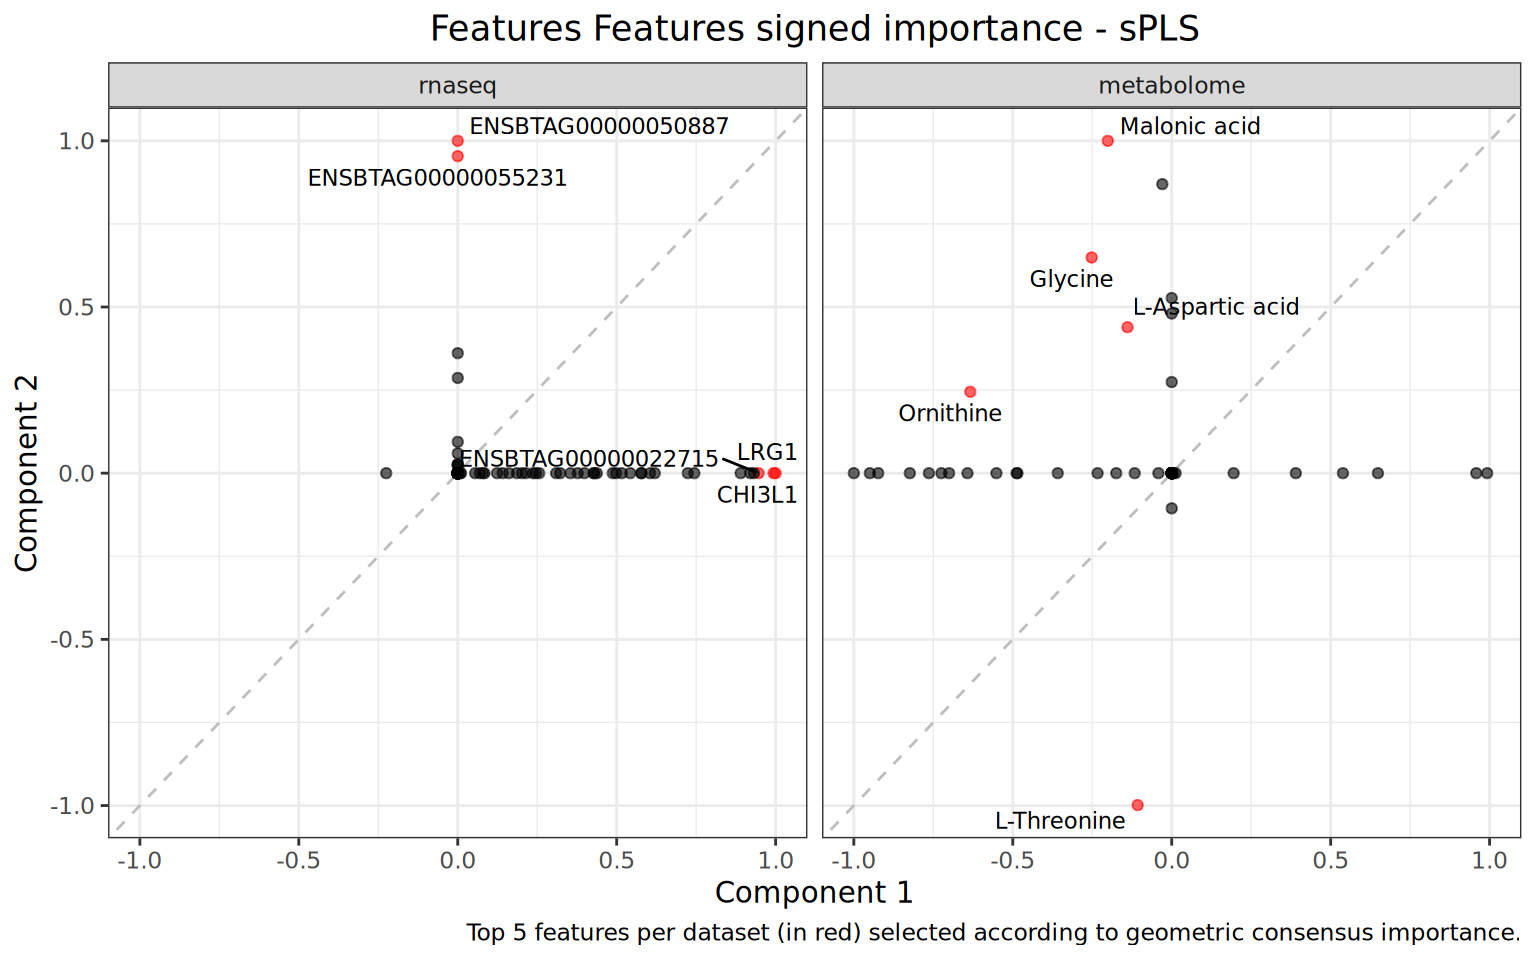 Features Features signed importance - sPLS
rnaseq
metabolome
ENSBTAG00000050887
ENSBTAG00000055231
ENSBTAG00000022715
LRG1
CHI3L1
Malonic acid
Glycine
L-Aspartic acid
Ornithine
L-Threonine
Component 2
1.0
0.5
0.0
-0.5
-1.0
-1.0 -0.5 0.0 0.5 1.0
-1.0 -0.5 0.0 0.5 1.0
Component 1
Top 5 features per dataset (in red) selected according to geometric consensus importance.